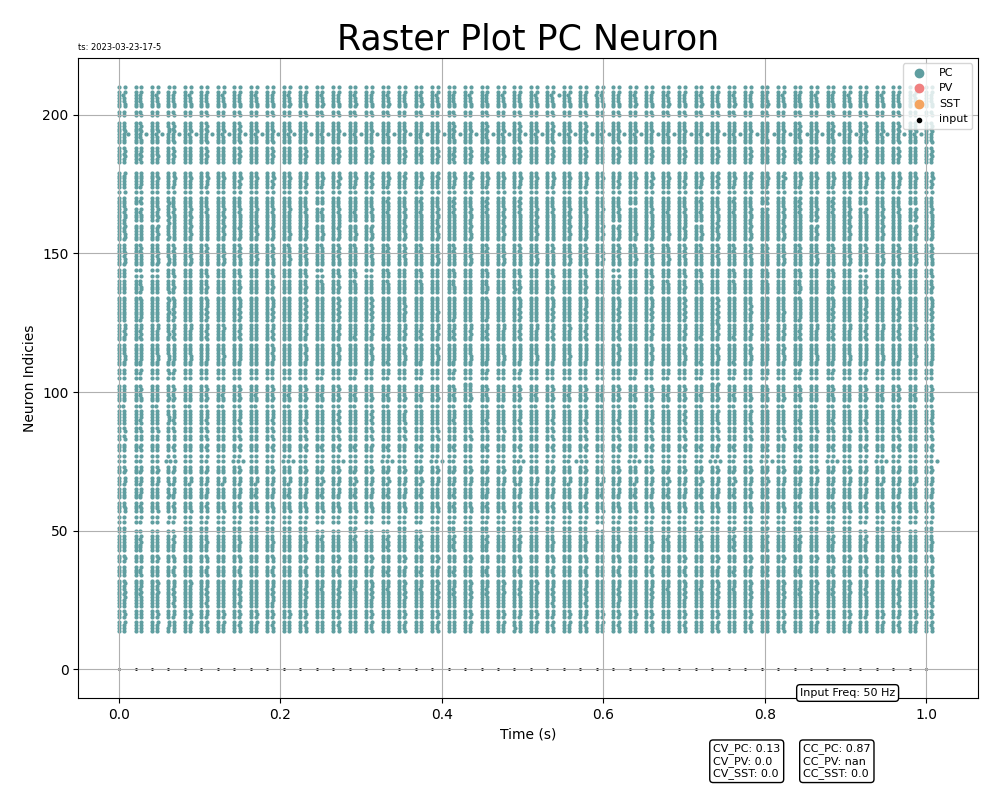 Raster Plot PC Neuron
ts: 2023-03-23-17-5
PC
PV
SST
input
200
150
100
50
0
Neuron Indicies
0.0 0.2 0.4 0.6 0.8 1.0
Time (s)
Input Freq: 50 Hz
CV_PC: 0.13
CV_PV: 0.0
CV_SST: 0.0
CC_PC: 0.87
CC_PV: nan
CC_SST: 0.0